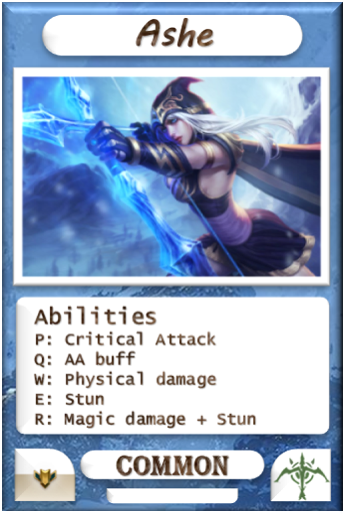 Ashe
Abilities
P: Critical Attack
Q: AA buff
W: Physical damage
E: Stun
R: Magic damage + Stun
COMMON